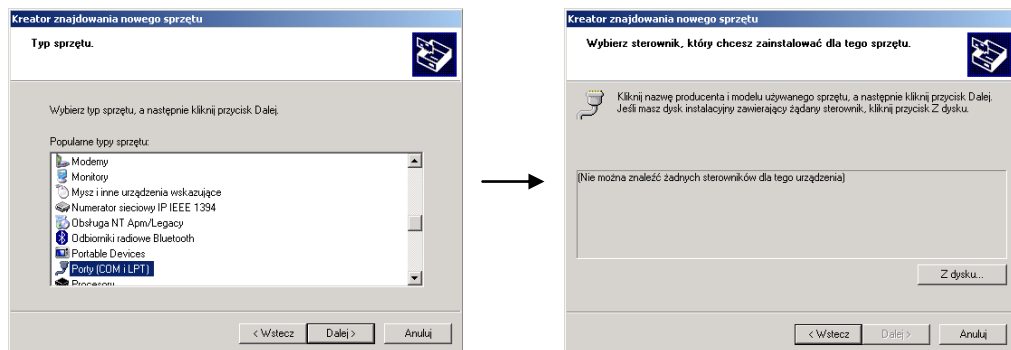 Kreator znajdowania nowego sprzętu
Typ sprzętu.
Wybierz typ sprzętu, a następnie kliknij przycisk Dalej.
Popularne typy sprzętu:
Modemy
Monitory
Mysz i inne urządzenia wskazujące
Numerator sieciowy IP IEEE 1394
Obsługa NT Apm/Legacy
Odbiorniki radiowe Bluetooth
Portable Devices
Porty (COM i LPT)
Procesory
< Wstecz
Dalej >
Anuluj
Kreator znajdowania nowego sprzętu
Wybierz sterownik, który chcesz zainstalować dla tego sprzętu.
Kliknij nazwę producenta i modelu używanego sprzętu, a następnie kliknij przycisk Dalej.
Jeśli masz dysk instalacyjny zawierający żądany sterownik, kliknij przycisk Z dysku.
(Nie można znaleźć żadnych sterowników dla tego urządzenia)
Z dysku...
< Wstecz
Dalej >
Anuluj